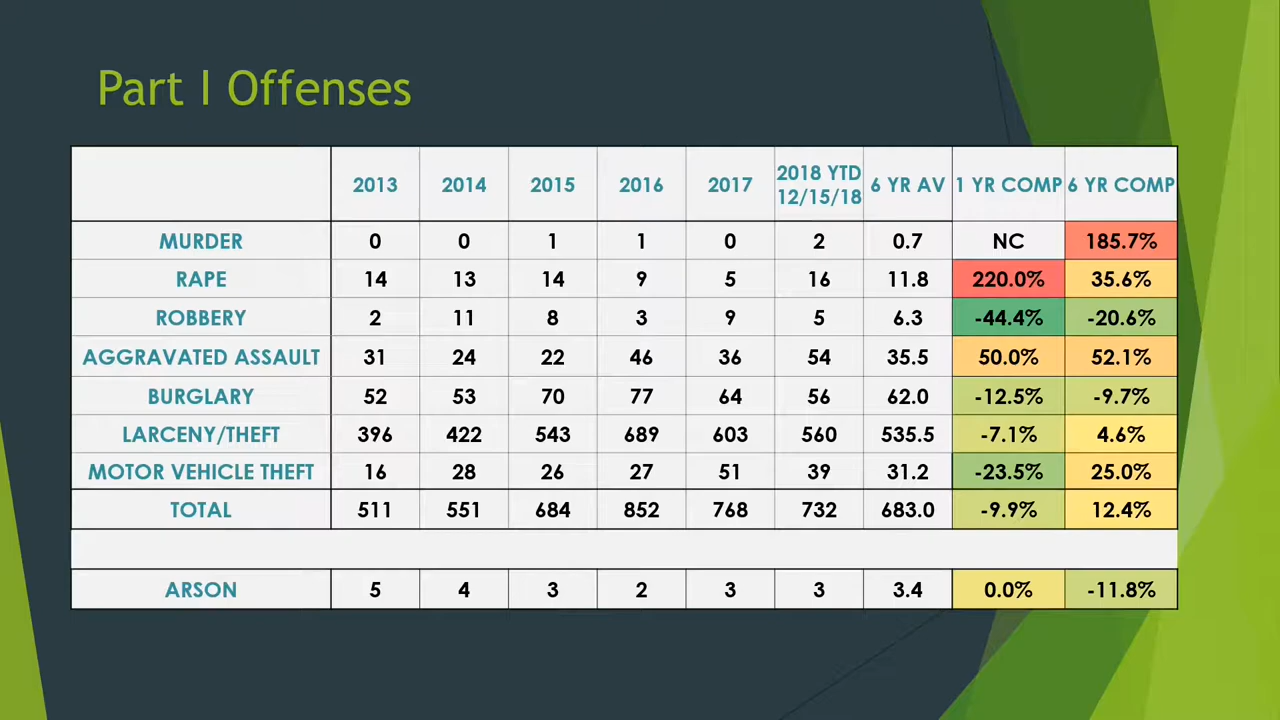 Part I Offenses
2013 2014 2015 2016 2017 2018 YTD 12/15/18 6 YR AV 1 YR COMP 6 YR COMP
MURDER 0 0 1 1 0 2 0.7 NC 185.7%
RAPE 14 13 14 9 5 16 11.8 220.0% 35.6%
ROBBERY 2 11 8 3 9 5 6.3 -44.4% -20.6%
AGGRAVATED ASSAULT 31 24 22 46 36 54 35.5 50.0% 52.1%
BURGLARY 52 53 70 77 64 56 62.0 -12.5% -9.7%
LARCENY/THEFT 396 422 543 689 603 560 535.5 -7.1% 4.6%
MOTOR VEHICLE THEFT 16 28 26 27 51 39 31.2 -23.5% 25.0%
TOTAL 511 551 684 852 768 732 683.0 -9.9% 12.4%
ARSON 5 4 3 2 3 3 3.4 0.0% -11.8%